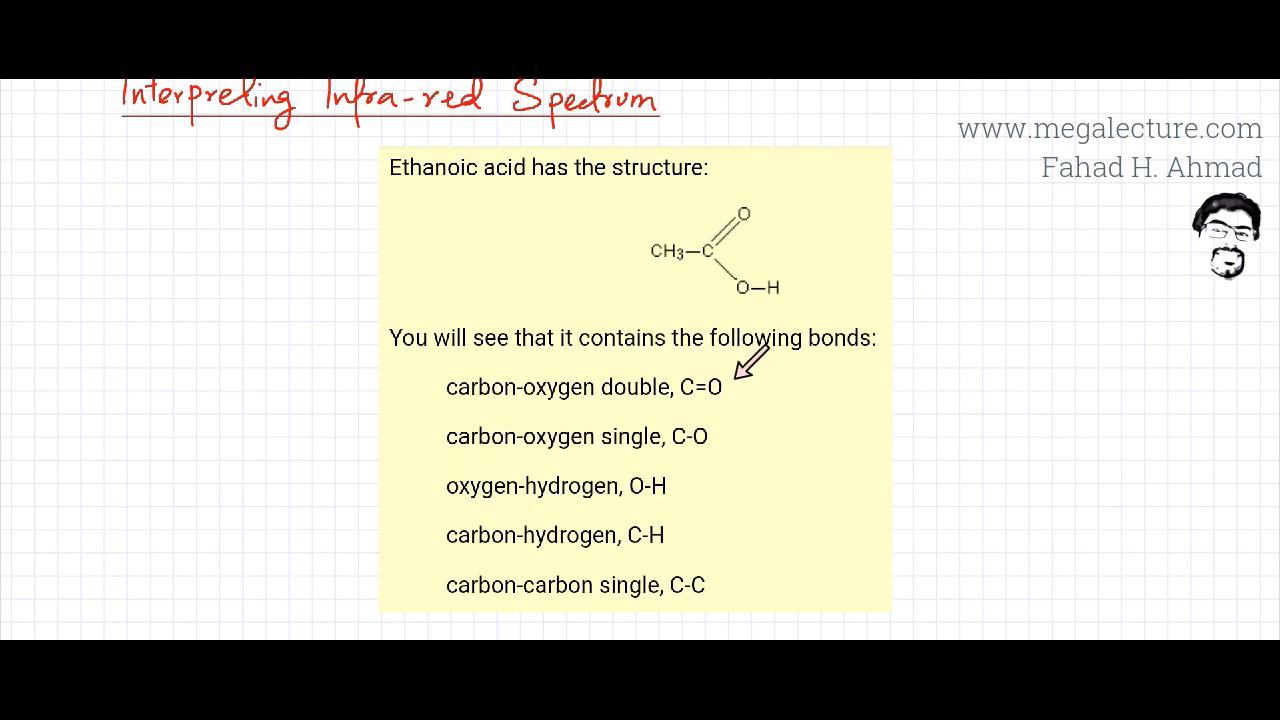 Interpreting Infra-red Spectrum
www.megalecture.com
Fahad H. Ahmad
Ethanoic acid has the structure:
O
CH3–C
O–H
You will see that it contains the following bonds:
carbon-oxygen double, C=O
carbon-oxygen single, C-O
oxygen-hydrogen, O-H
carbon-hydrogen, C-H
carbon-carbon single, C-C